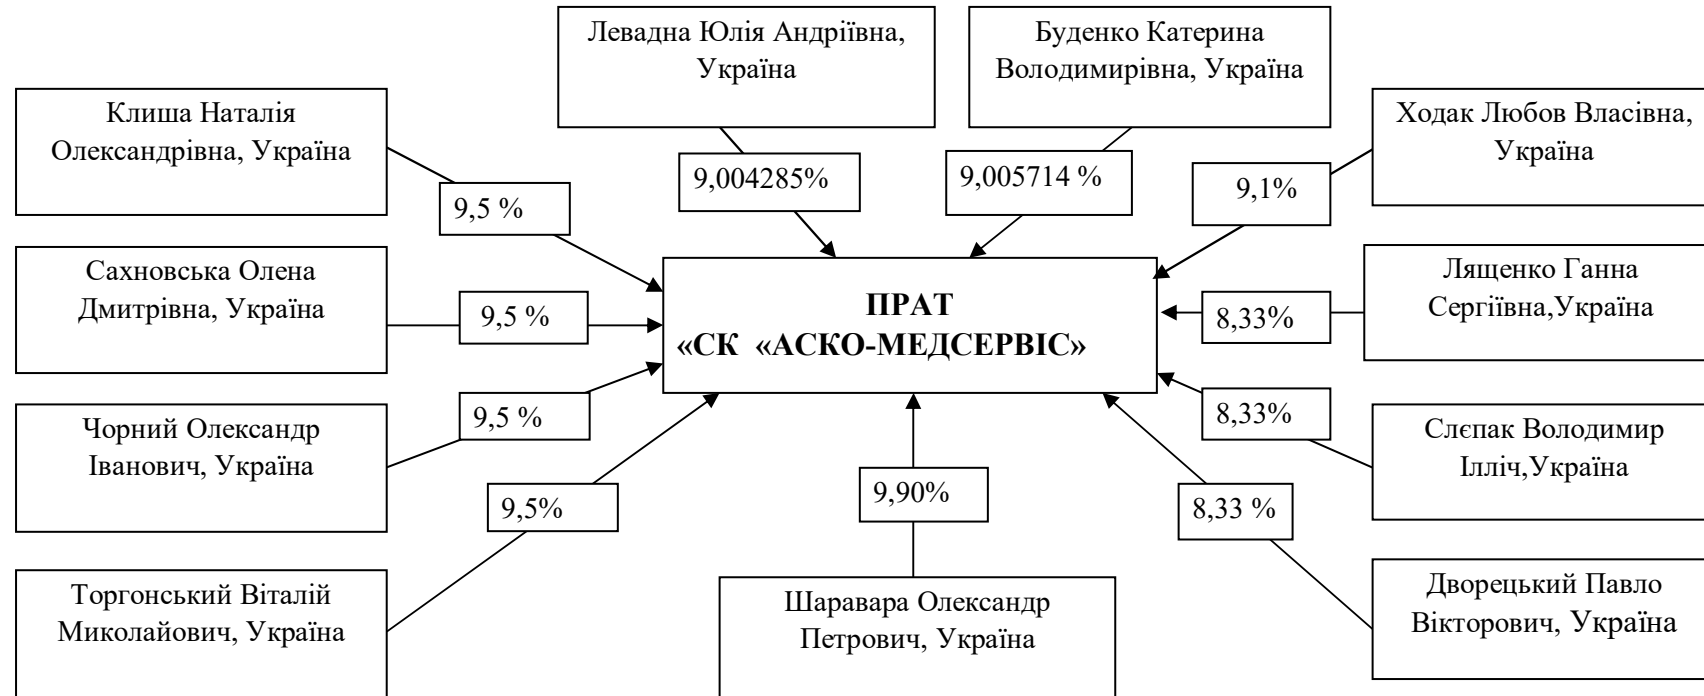 Левадна Юлія Андріївна,
Україна
Буденко Катерина
Володимирівна, Україна
Клиша Наталія
Олександрівна, Україна
Ходак Любов Власівна,
Україна
9,004285%
9,005714 %
9,1%
9,5 %
Сахновська Олена
Дмитрівна, Україна
9,5 %
ПРАТ
«СК «АСКО-МЕДСЕРВІС»
8,33%
Лященко Ганна
Сергіївна,Україна
Чорний Олександр
Іванович, Україна
9,5 %
8,33%
Слєпак Володимир
Ілліч,Україна
9,5%
9,90%
8,33 %
Торгонський Віталій
Миколайович, Україна
Шаравара Олександр
Петрович, Україна
Дворецький Павло
Вікторович, Україна